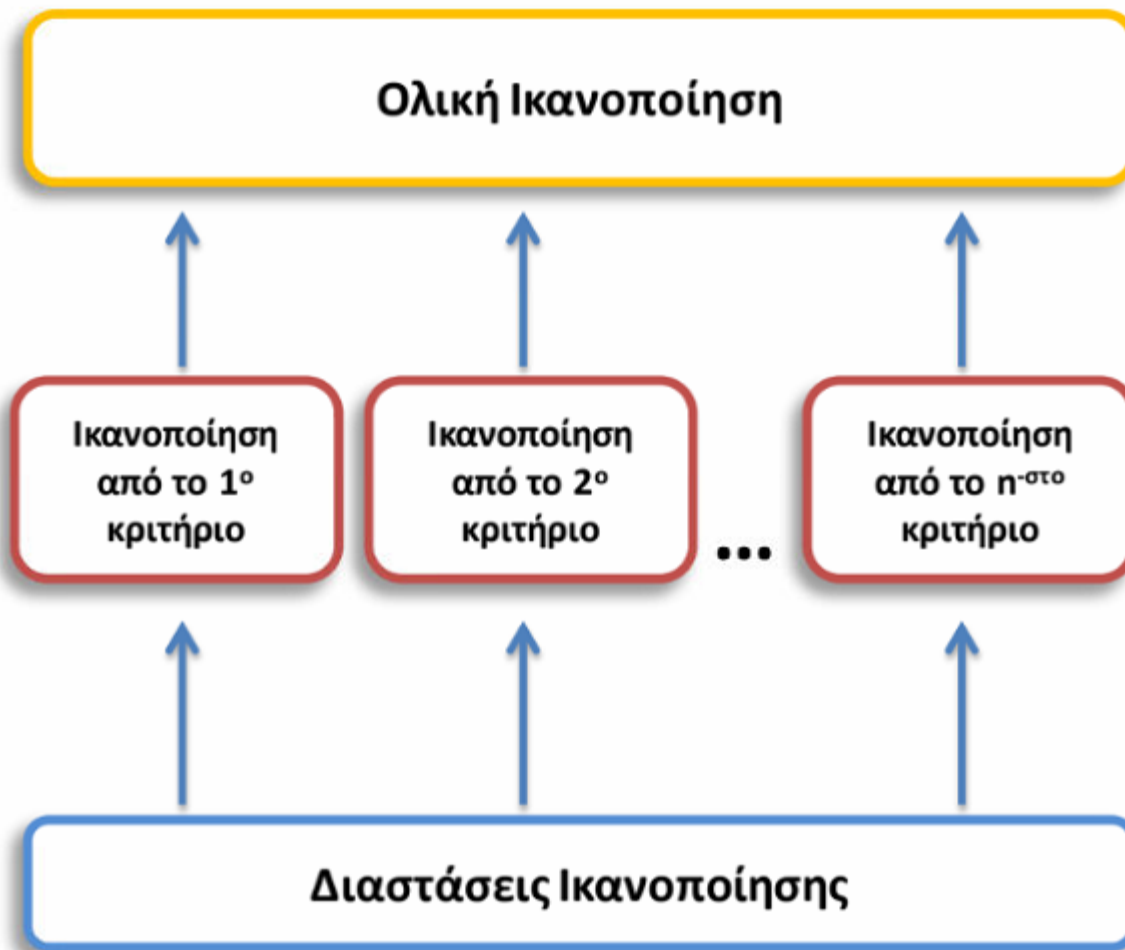 Ολική Ικανοποίηση
Ικανοποίηση
από το 1ο
κριτήριο
Ικανοποίηση
από το 2ο
κριτήριο
...
Ικανοποίηση
από το n-στο
κριτήριο
Διαστάσεις Ικανοποίησης